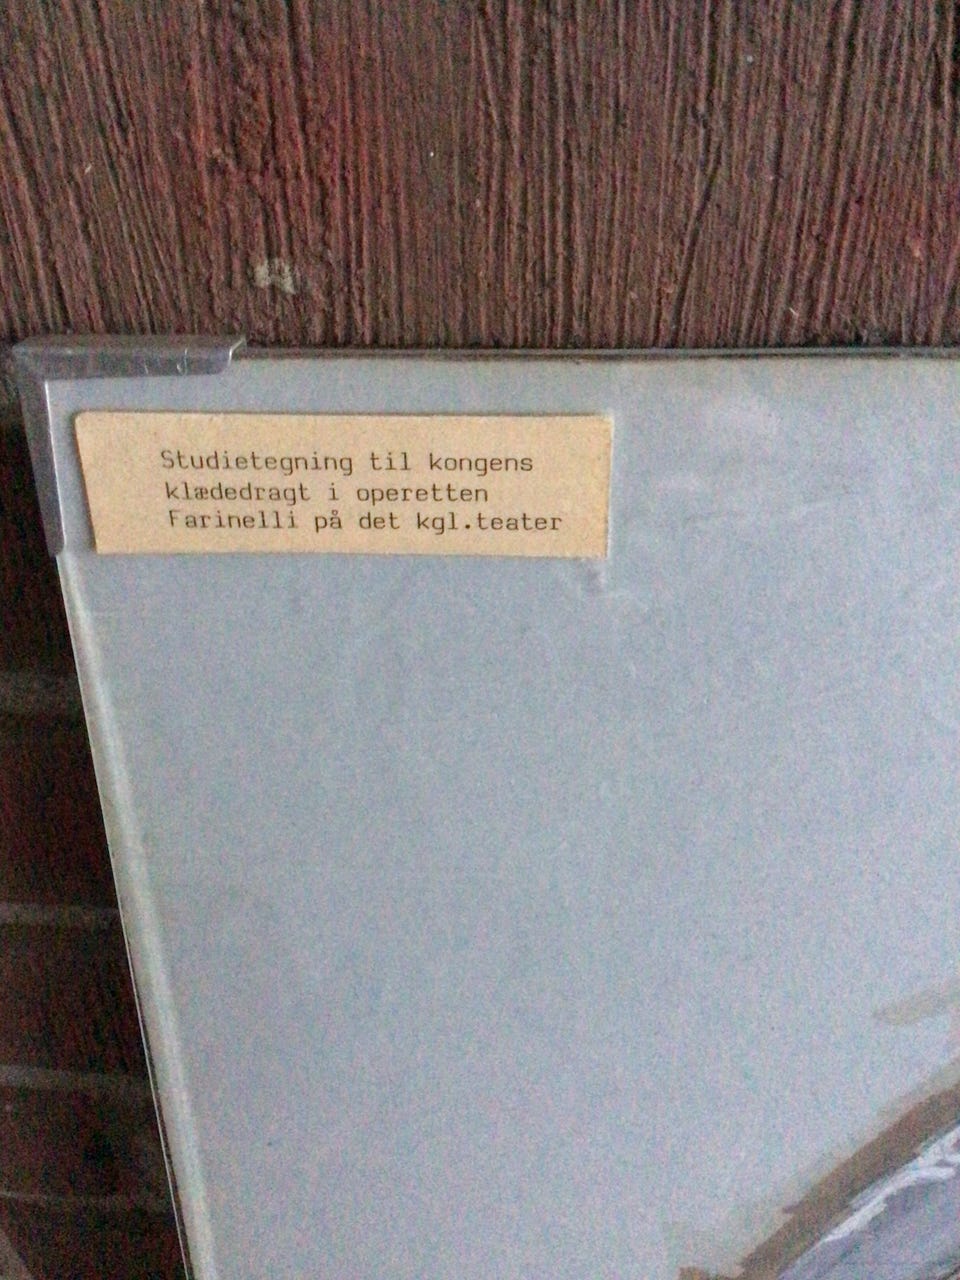 Studietegning til kongens
klædedragt i operetten
Farinelli på det kgl.teater